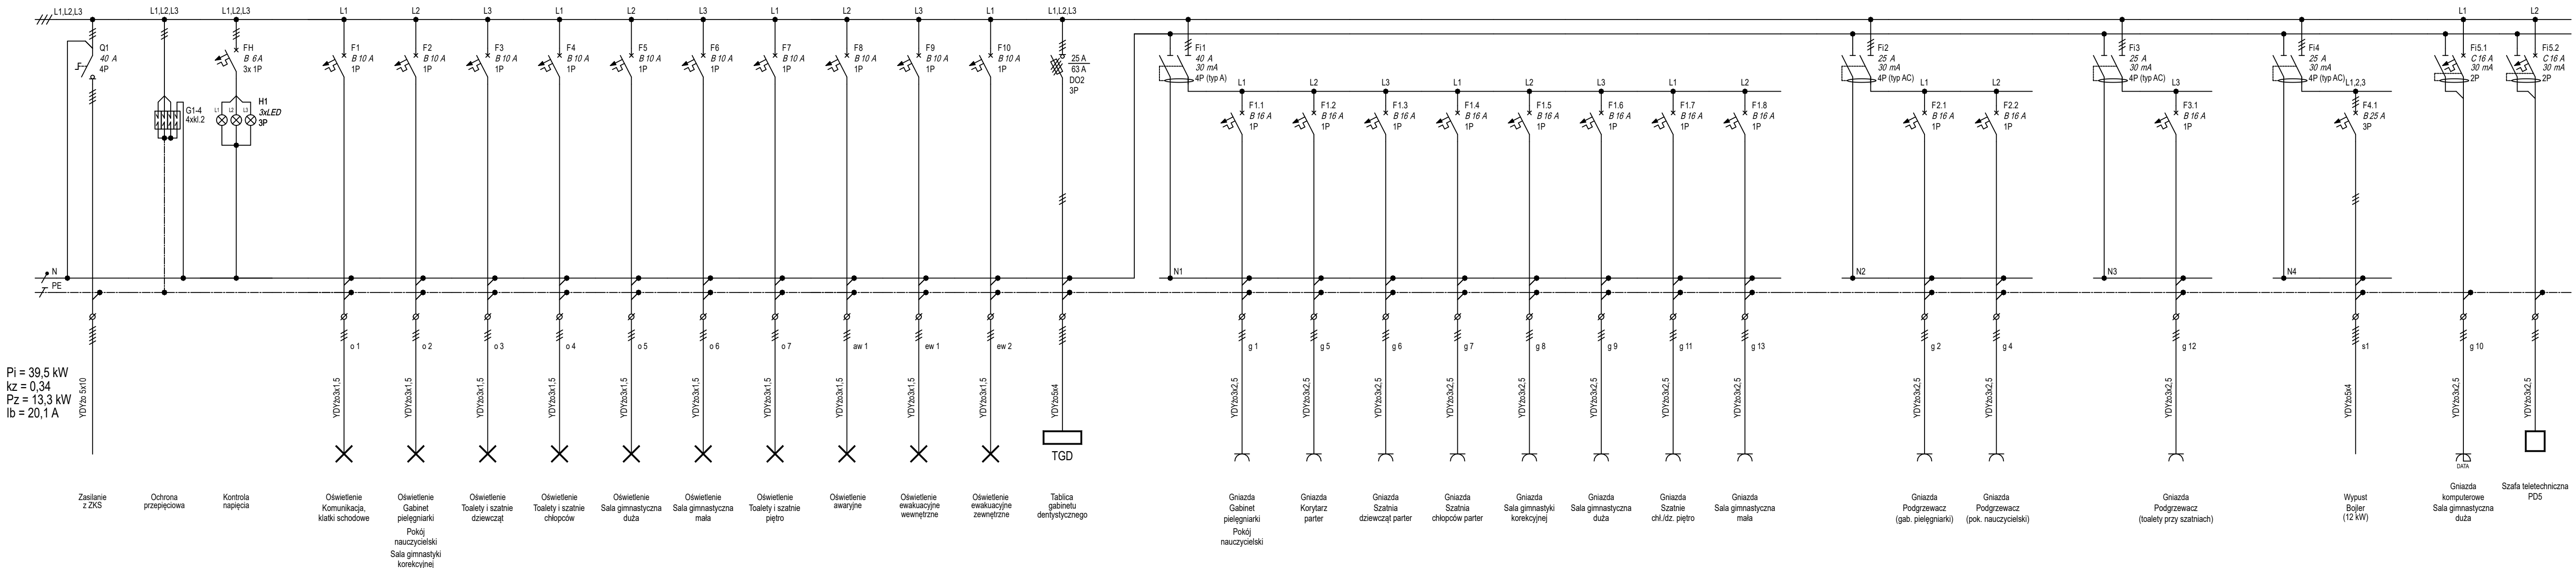 L1,L2,L3
Q1
40 A
4P
L1,L2,L3
G1-4
4xkl.2
L1,L2,L3
FH
B 6A
3x 1P
L1
L2
L3
H1
3xLED
3P
L1
F1
B 10 A
1P
L2
F2
B 10 A
1P
L3
F3
B 10 A
1P
L1
F4
B 10 A
1P
L2
F5
B 10 A
1P
L3
F6
B 10 A
1P
L1
F7
B 10 A
1P
L2
F8
B 10 A
1P
L3
F9
B 10 A
1P
L1
F10
B 10 A
1P
L1,L2,L3
25 A
63 A
DO2
3P
Fi1
40 A
30 mA
4P (typ A)
L1
F1.1
B 16 A
1P
L2
F1.2
B 16 A
1P
L3
F1.3
B 16 A
1P
L1
F1.4
B 16 A
1P
L2
F1.5
B 16 A
1P
L3
F1.6
B 16 A
1P
L1
F1.7
B 16 A
1P
L2
F1.8
B 16 A
1P
Fi2
25 A
30 mA
4P (typ AC)
L1
F2.1
B 16 A
1P
L2
F2.2
B 16 A
1P
Fi3
25 A
30 mA
4P (typ AC)
L3
F3.1
B 16 A
1P
Fi4
25 A
30 mA
4P (typ AC)
L1,2,3
F4.1
B 25 A
3P
L1
Fi5.1
C 16 A
30 mA
2P
L2
Fi5.2
C 16 A
30 mA
2P
N
PE
N1
N2
N3
N4
o 1
o 2
o 3
o 4
o 5
o 6
o 7
aw 1
ew 1
ew 2
g 1
g 5
g 6
g 7
g 8
g 9
g 11
g 13
g 2
g 4
g 12
s1
g 10
Pi = 39,5 kW
kz = 0,34
Pz = 13,3 kW
Ib = 20,1 A
YDYżo 5x10
YDYżo3x1,5
YDYżo3x1,5
YDYżo3x1,5
YDYżo3x1,5
YDYżo3x1,5
YDYżo3x1,5
YDYżo3x1,5
YDYżo3x1,5
YDYżo3x1,5
YDYżo3x1,5
YDYżo5x4
YDYżo3x2,5
YDYżo3x2,5
YDYżo3x2,5
YDYżo3x2,5
YDYżo3x2,5
YDYżo3x2,5
YDYżo3x2,5
YDYżo3x2,5
YDYżo3x2,5
YDYżo3x2,5
YDYżo3x2,5
YDYżo5x4
YDYżo3x2,5
YDYżo3x2,5
TGD
DATA
Zasilanie
z ZKS
Ochrona
przepięciowa
Kontrola
napięcia
Oświetlenie
Komunikacja,
klatki schodowe
Oświetlenie
Gabinet
pielęgniarki
Pokój
nauczycielski
Sala gimnastyki
korekcyjnej
Oświetlenie
Toalety i szatnie
dziewcząt
Oświetlenie
Toalety i szatnie
chłopców
Oświetlenie
Sala gimnastyczna
duża
Oświetlenie
Sala gimnastyczna
mała
Oświetlenie
Toalety i szatnie
piętro
Oświetlenie
awaryjne
Oświetlenie
ewakuacyjne
wewnętrzne
Oświetlenie
ewakuacyjne
zewnętrzne
Tablica
gabinetu
dentystycznego
Gniazda
Gabinet
pielęgniarki
Pokój
nauczycielski
Gniazda
Korytarz
parter
Gniazda
Szatnia
dziewcząt parter
Gniazda
Szatnia
chłopców parter
Gniazda
Sala gimnastyki
korekcyjnej
Gniazda
Sala gimnastyczna
duża
Gniazda
Szatnie
chł./dz. piętro
Gniazda
Sala gimnastyczna
mała
Gniazda
Podgrzewacz
(gab. pielęgniarki)
Gniazda
Podgrzewacz
(pok. nauczycielski)
Gniazda
Podgrzewacz
(toalety przy szatniach)
Wypust
Bojler
(12 kW)
Gniazda
komputerowe
Sala gimnastyczna
duża
Szafa teletechniczna
PD5